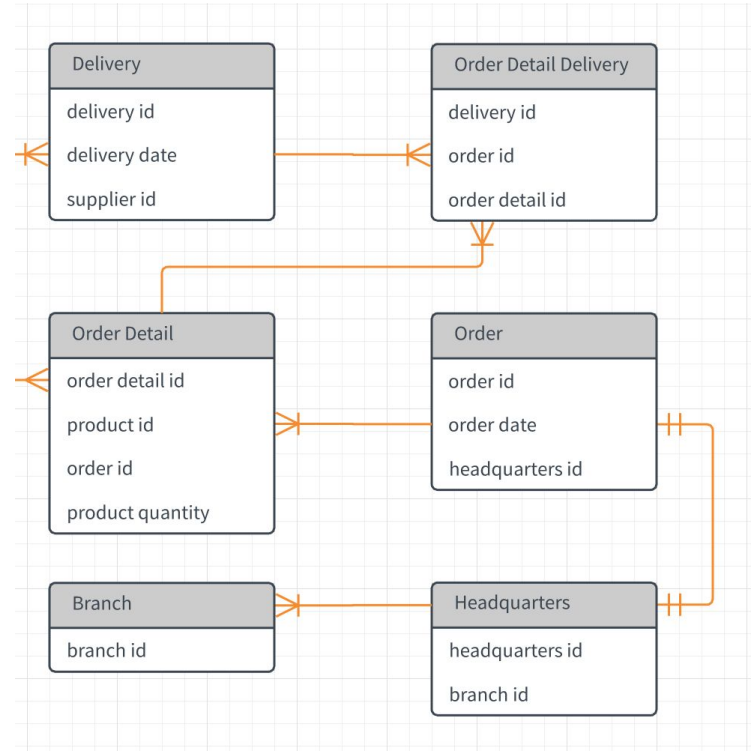 Delivery
delivery id
delivery date
supplier id
Order Detail Delivery
delivery id
order id
order detail id
Order Detail
order detail id
product id
order id
product quantity
Order
order id
order date
headquarters id
Branch
branch id
Headquarters
headquarters id
branch id